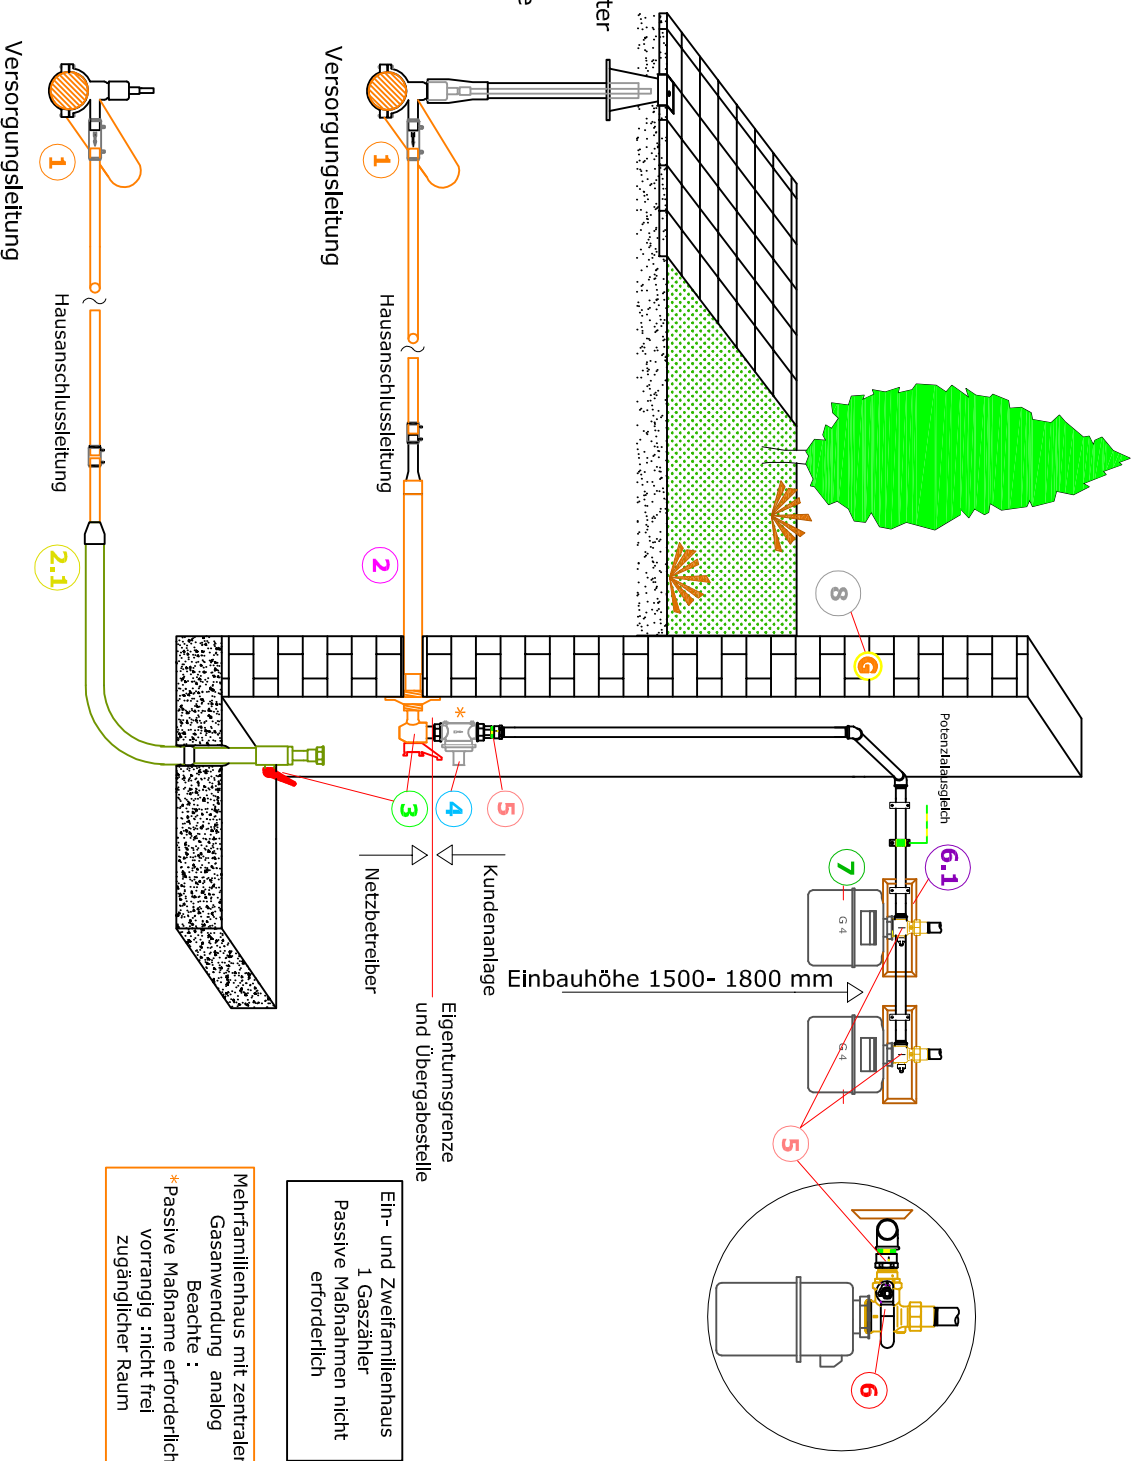 ter
e
Versorgungsleitung
1
Hausanschlussleitung
2.1
Versorgungsleitung
1
Hausanschlussleitung
2
8
G
*
3
4
5
Netzbetreiber
Kundenanlage
Eigentumsgrenze
und Übergabestelle
Potenzialausgleich
6.1
7
G 4
G 4
Einbauhöhe 1500- 1800 mm
5
6
Ein- und Zweifamilienhaus
1 Gaszähler
Passive Maßnahmen nicht
erforderlich
Mehrfamilienhaus mit zentraler
Gasanwendung analog
Beachte :
*Passive Maßname erforderlich
vorrangig :nicht frei
zugänglicher Raum